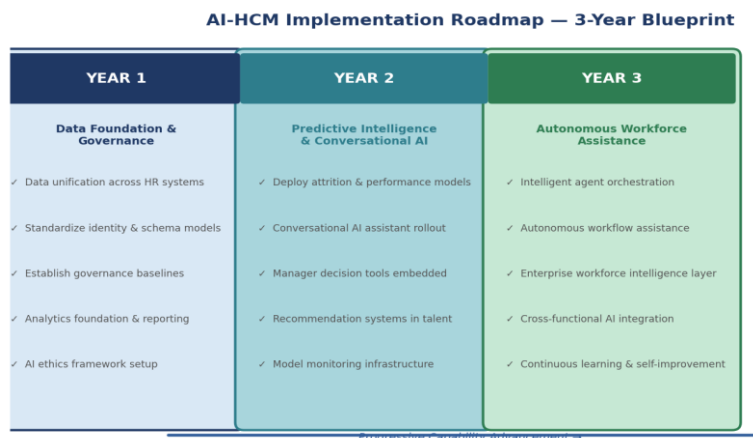 AI-HCM Implementation Roadmap — 3-Year Blueprint
YEAR 1
Data Foundation &
Governance
✓ Data unification across HR systems
✓ Standardize identity & schema models
✓ Establish governance baselines
✓ Analytics foundation & reporting
✓ AI ethics framework setup
YEAR 2
Predictive Intelligence
& Conversational AI
✓ Deploy attrition & performance models
✓ Conversational AI assistant rollout
✓ Manager decision tools embedded
✓ Recommendation systems in talent
✓ Model monitoring infrastructure
YEAR 3
Autonomous Workforce
Assistance
✓ Intelligent agent orchestration
✓ Autonomous workflow assistance
✓ Enterprise workforce intelligence layer
✓ Cross-functional AI integration
✓ Continuous learning & self-improvement
Progressive Capability Advancement →